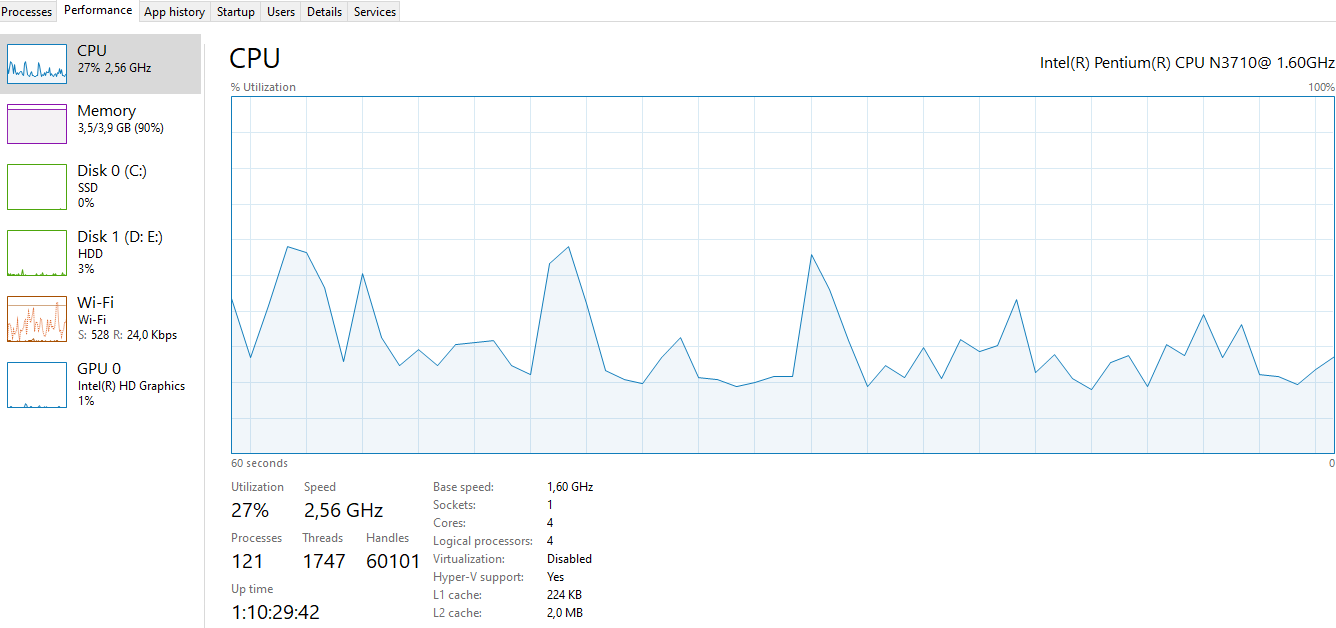 Processes Performance App history Startup Users Details Services
CPU
27% 2,56 GHz
Memory
3,5/3,9 GB (90%)
Disk 0 (C:)
SSD
0%
Disk 1 (D: E:)
HDD
3%
Wi-Fi
Wi-Fi
S: 528 R: 24,0 Kbps
GPU 0
Intel(R) HD Graphics
1%
CPU
Intel(R) Pentium(R) CPU N3710@ 1.60GHz
% Utilization 100%
60 seconds 0
Utilization Speed
27% 2,56 GHz
Processes Threads Handles
121 1747 60101
Up time
1:10:29:42
Base speed: 1,60 GHz
Sockets: 1
Cores: 4
Logical processors: 4
Virtualization: Disabled
Hyper-V support: Yes
L1 cache: 224 KB
L2 cache: 2,0 MB